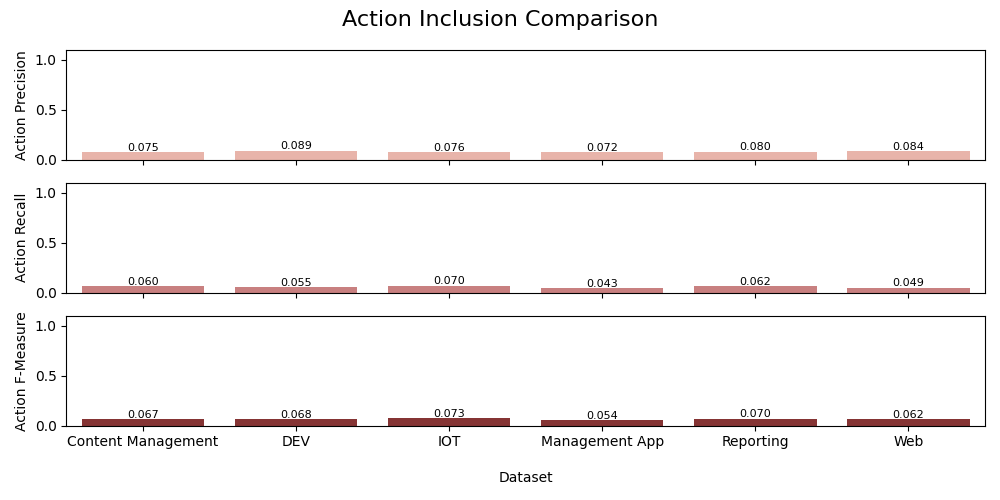 Action Inclusion Comparison
Action Precision
1.0
0.5
0.0
0.075 0.089 0.076 0.072 0.080 0.084
Action Recall
1.0
0.5
0.0
0.060 0.055 0.070 0.043 0.062 0.049
Action F-Measure
1.0
0.5
0.0
0.067 0.068 0.073 0.054 0.070 0.062
Content Management DEV IOT Management App Reporting Web
Dataset